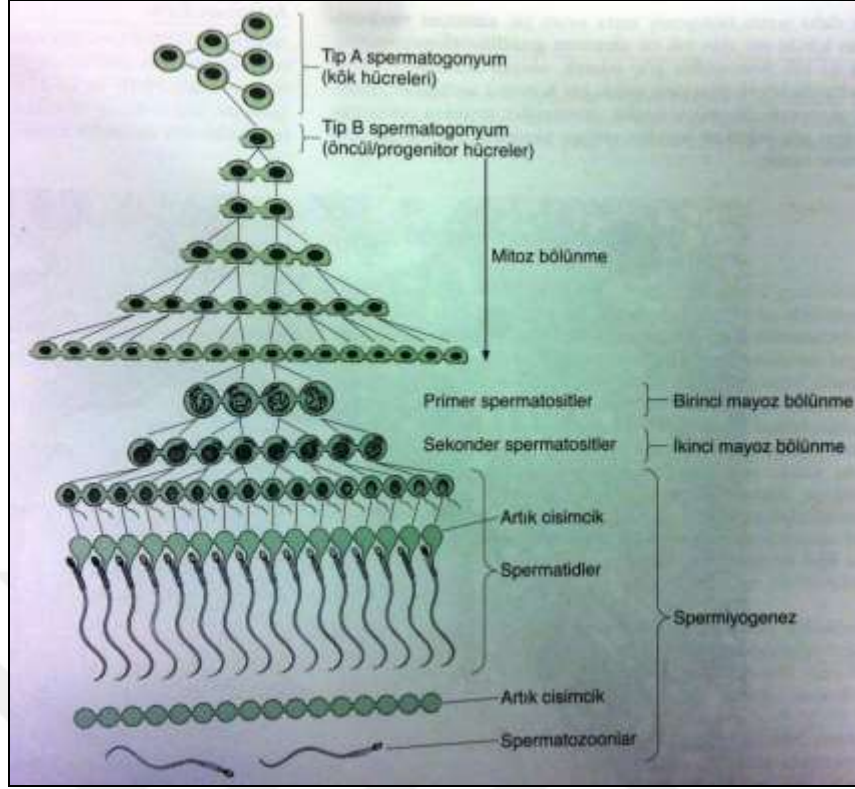 Tip A spermatogonyum
(kök hücreleri)
Tip B spermatogonyum
(öncül/progenitor hücreler)
Mitoz bölünme
Primer spermatositler
Birinci mayoz bölünme
Sekonder spermatositler
İkinci mayoz bölünme
Artık cisimcik
Spermatidler
Spermiyogenez
Artık cisimcik
Spermatozoonlar